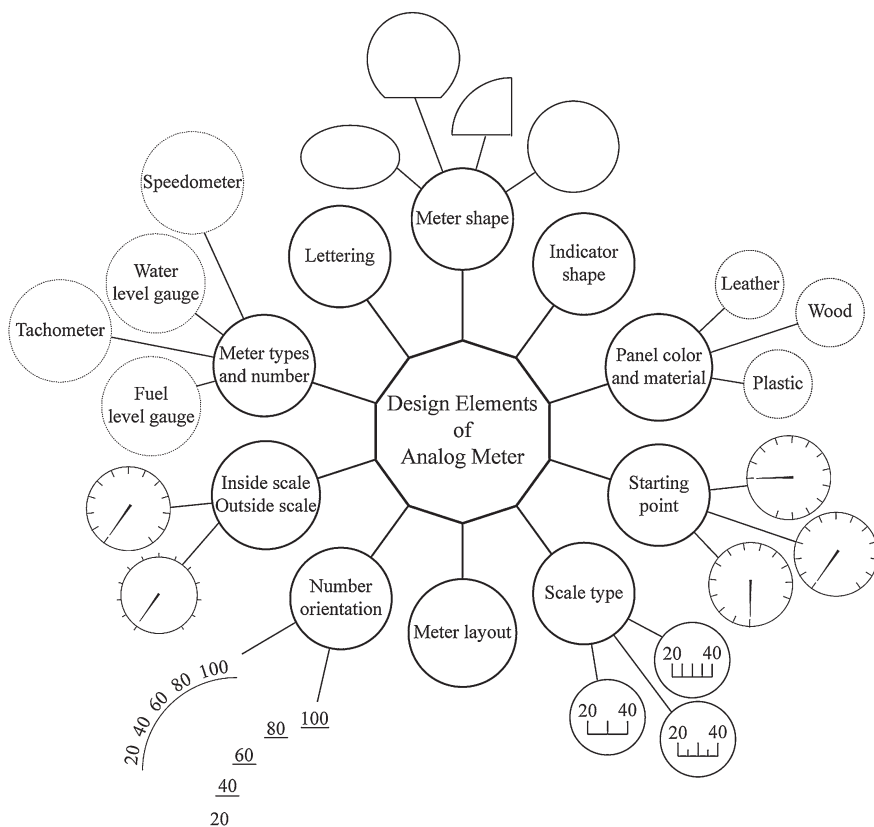 Meter shape
Speedometer
Lettering
Indicator
shape
Water
level gauge
Leather
Wood
Tachometer
Meter types
and number
Panel color
and material
Plastic
Fuel
level gauge
Design Elements
of
Analog Meter
Inside scale
Outside scale
Starting
point
Number
orientation
Meter layout
Scale type
20 40
20 40
20 40
20 40 60 80 100
100
80
60
40
20